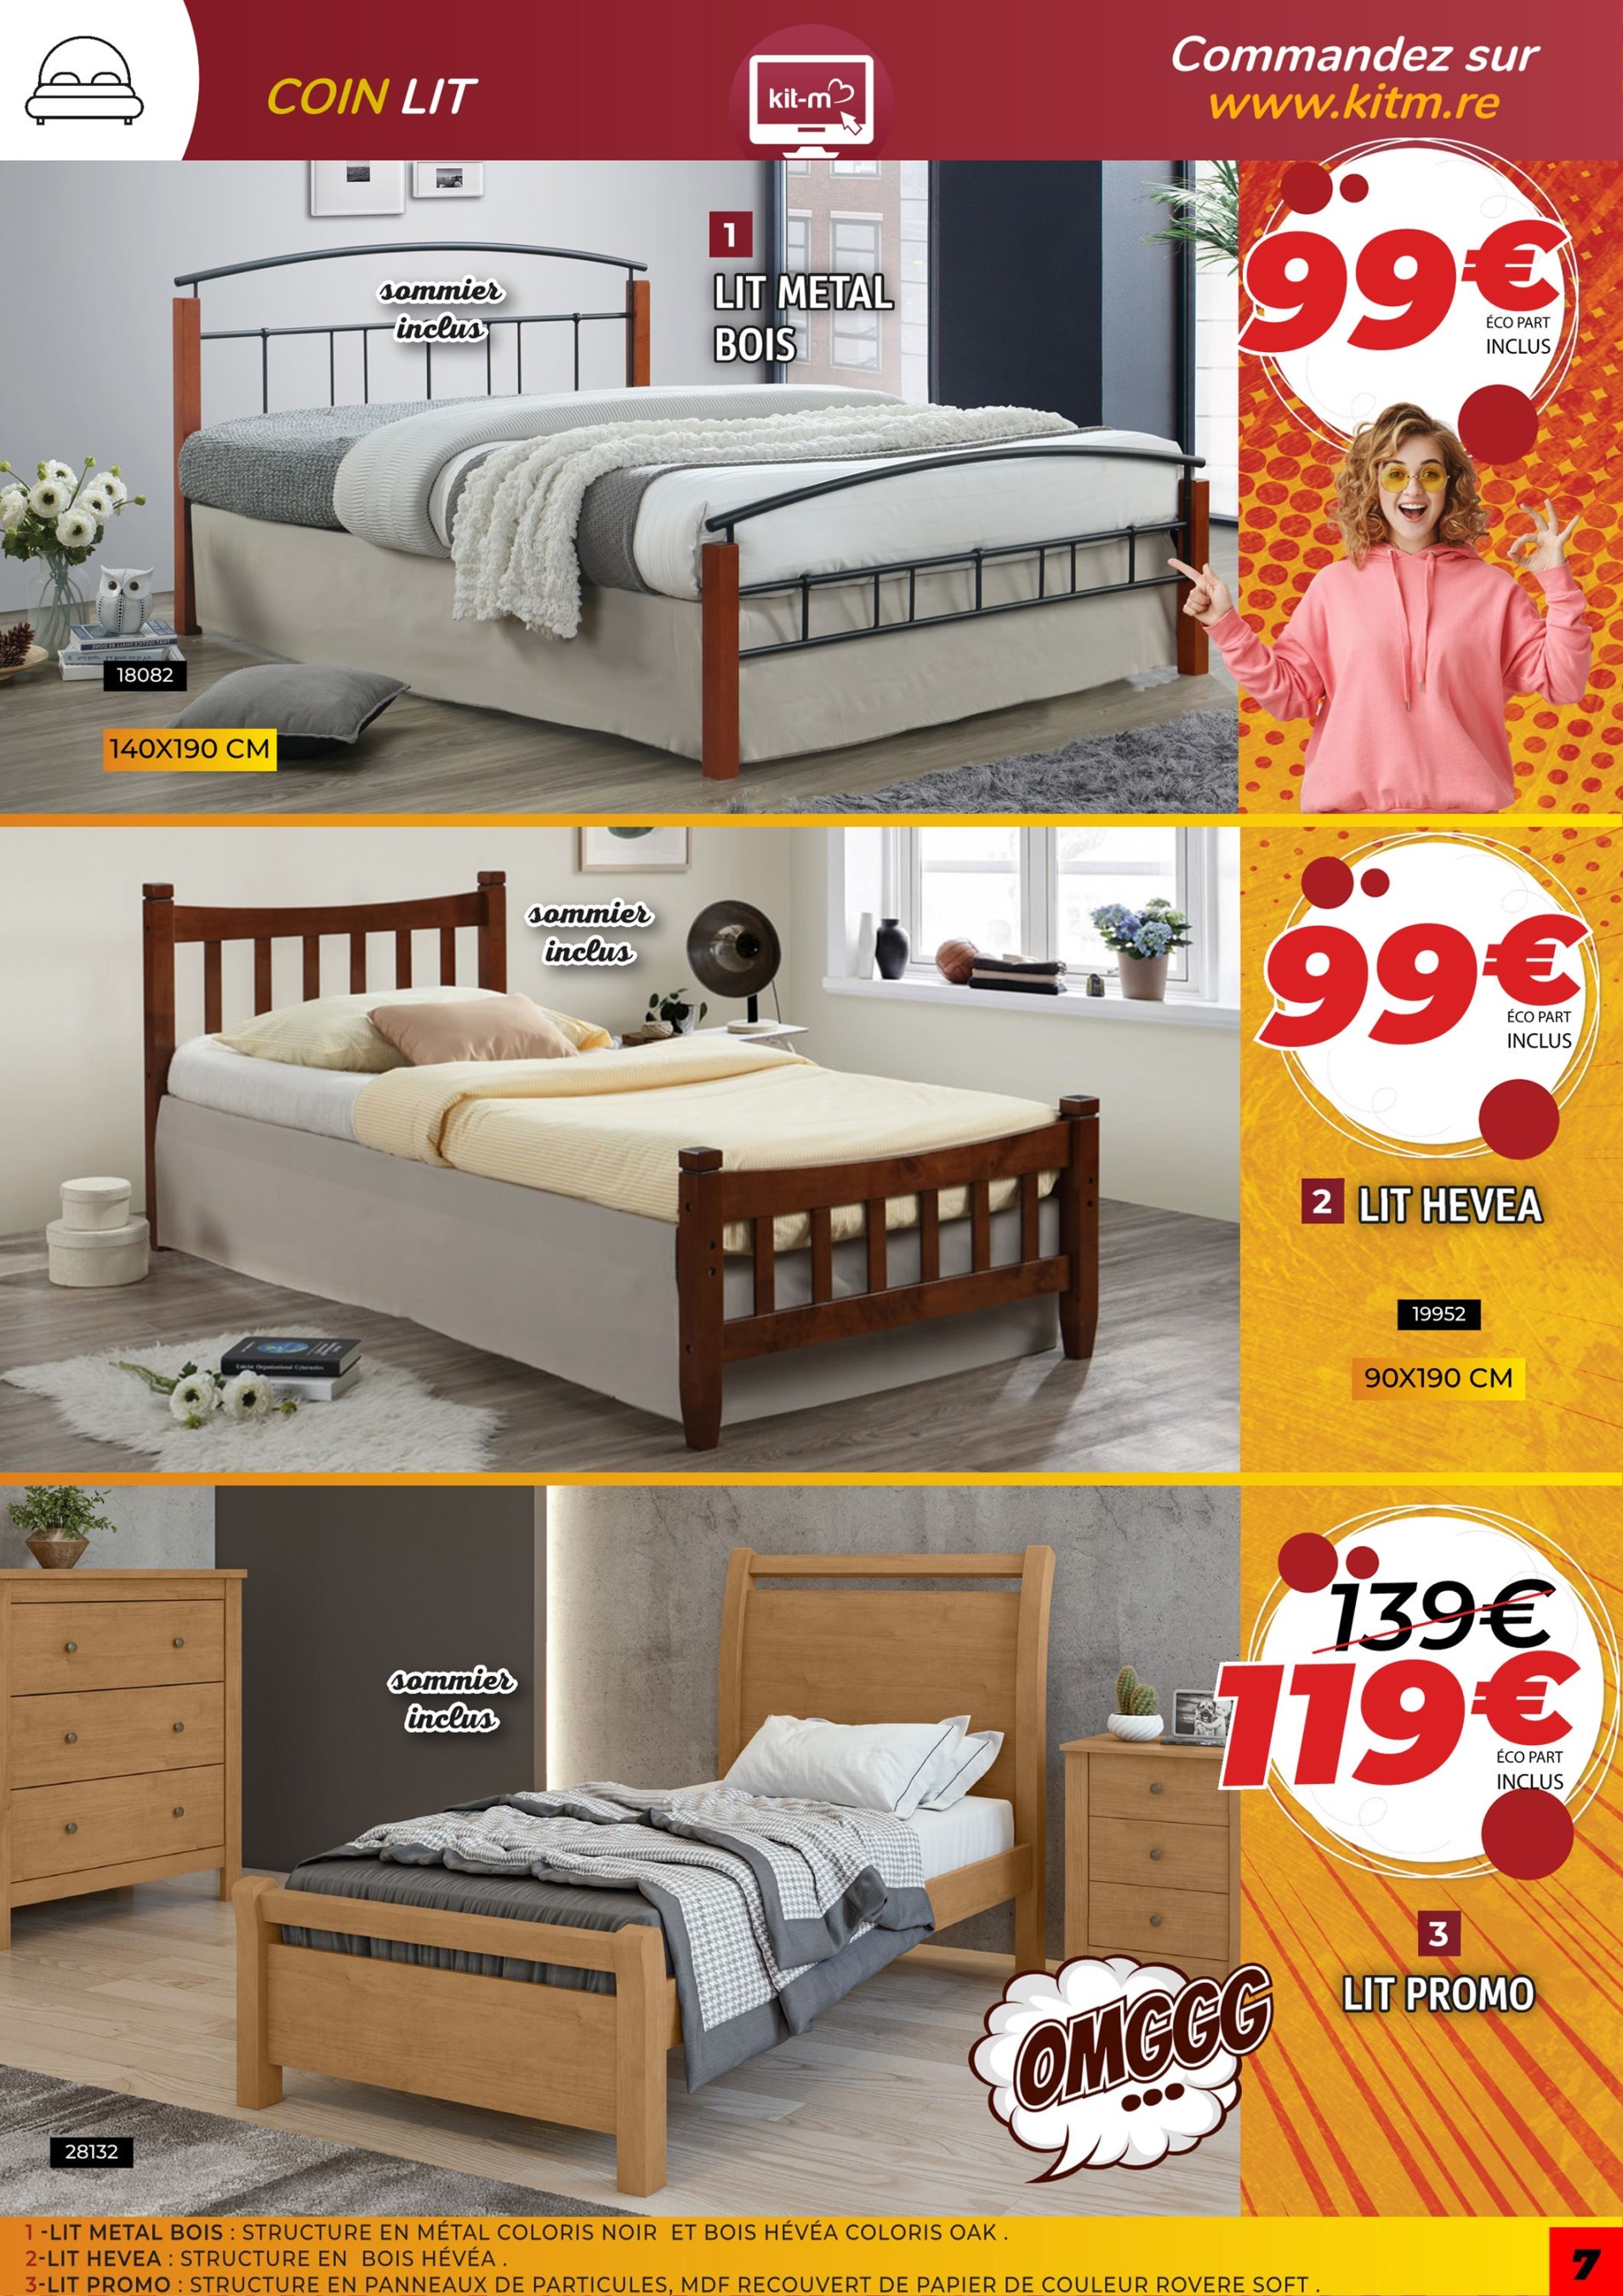 COIN LIT
kit-m
Commandez sur
www.kitm.re
1
LIT METAL
BOIS
sommier
inclus
99€
ÉCO PART
INCLUS
18082
140X190 CM
sommier
inclus
99€
ÉCO PART
INCLUS
2 LIT HEVEA
19952
90X190 CM
sommier
inclus
139€
119€
ÉCO PART
INCLUS
3
LIT PROMO
OMGGG
...
28132
1 -LIT METAL BOIS : STRUCTURE EN MÉTAL COLORIS NOIR ET BOIS HÉVÉA COLORIS OAK .
2-LIT HEVEA : STRUCTURE EN BOIS HÉVÉA .
3-LIT PROMO : STRUCTURE EN PANNEAUX DE PARTICULES, MDF RECOUVERT DE PAPIER DE COULEUR ROVERE SOFT .
7